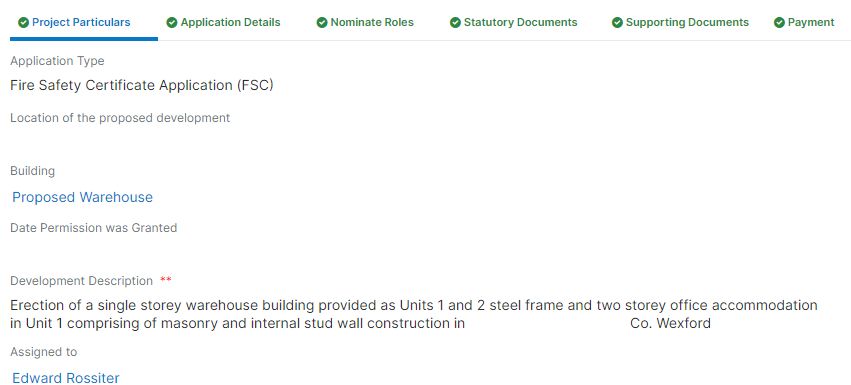 Project Particulars Application Details Nominate Roles Statutory Documents Supporting Documents Payment
Application Type
Fire Safety Certificate Application (FSC)
Location of the proposed development
Building
Proposed Warehouse
Date Permission was Granted
Development Description **
Erection of a single storey warehouse building provided as Units 1 and 2 steel frame and two storey office accommodation
in Unit 1 comprising of masonry and internal stud wall construction in Co. Wexford
Assigned to
Edward Rossiter